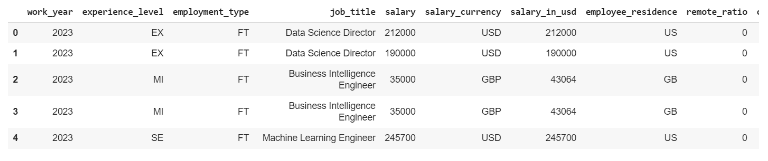 work_year experience_level employment_type job_title salary salary_currency salary_in_usd employee_residence remote_ratio
0 2023 EX FT Data Science Director 212000 USD 212000 US 0
1 2023 EX FT Data Science Director 190000 USD 190000 US 0
2 2023 MI FT Business Intelligence Engineer 35000 GBP 43064 GB 0
3 2023 MI FT Business Intelligence Engineer 35000 GBP 43064 GB 0
4 2023 SE FT Machine Learning Engineer 245700 USD 245700 US 0